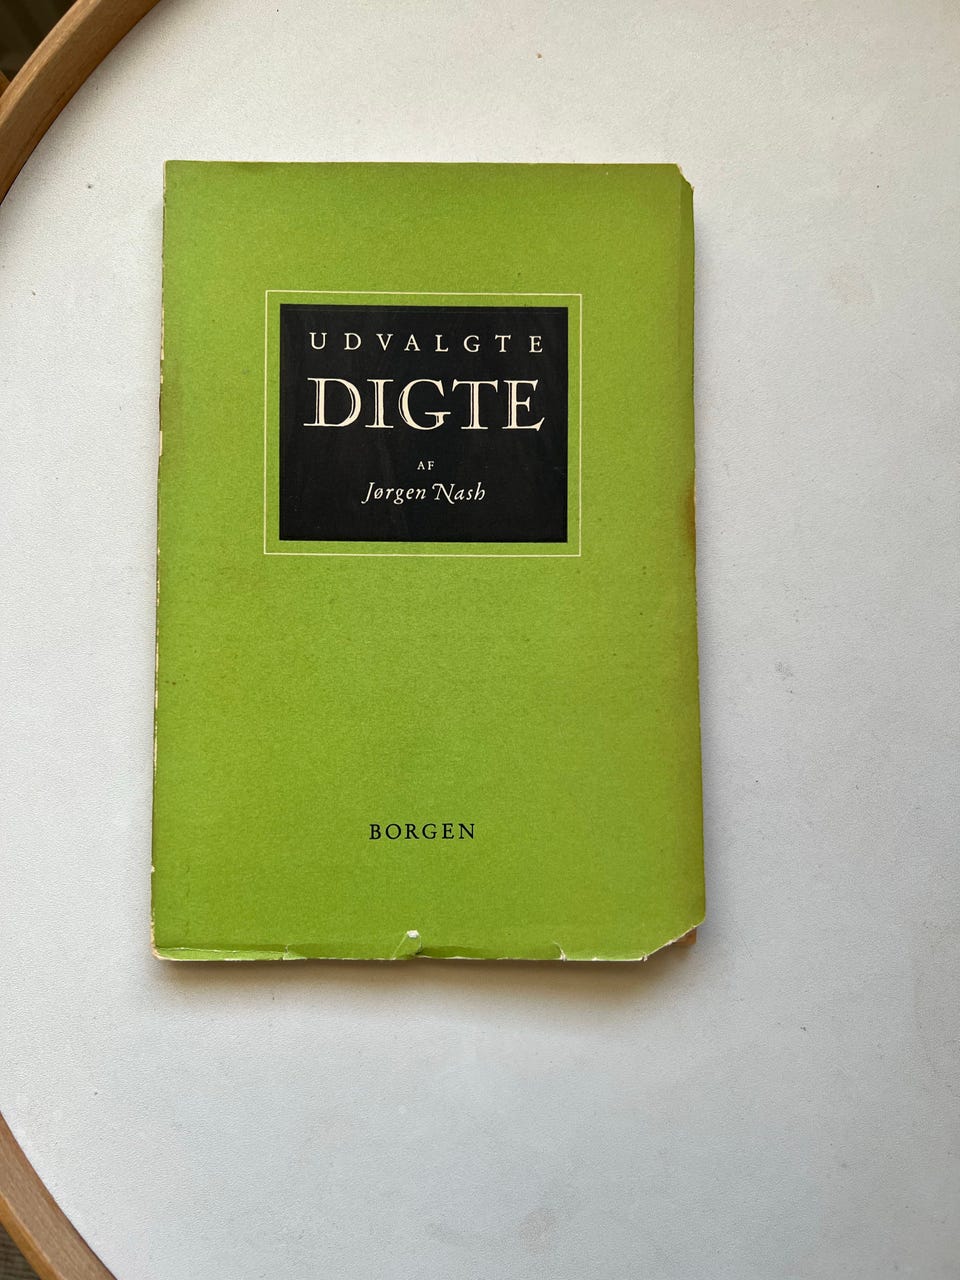 UDVALGTE
DIGTE
AF
Jørgen Nash
BORGEN